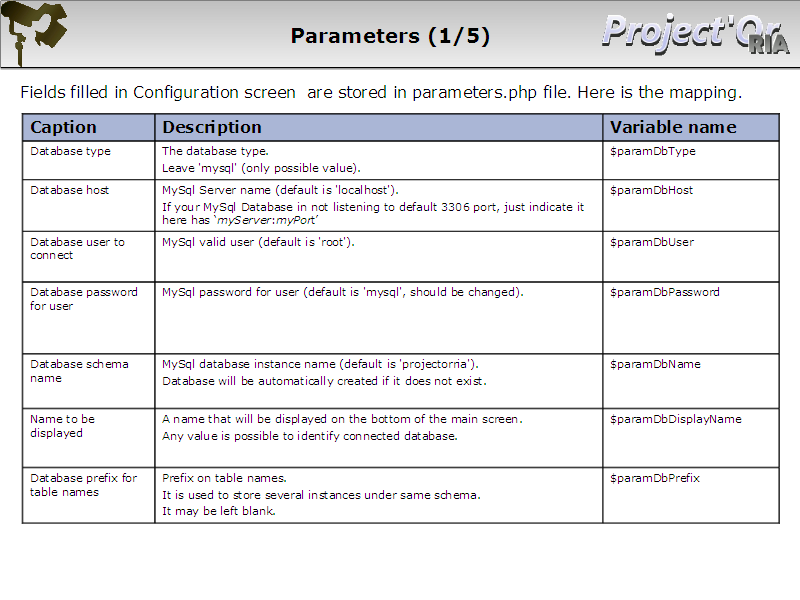 Parameters (1/5)
Project'Or
RIA
Fields filled in Configuration screen  are stored in parameters.php file. Here is the mapping.
Caption Description Variable name
Database type The database type. $paramDbType
Leave 'mysql' (only possible value).
Database host MySql Server name (default is 'localhost'). $paramDbHost
If your MySql Database in not listening to default 3306 port, just indicate it
here has ‘myServer:myPort’
Database user to MySql valid user (default is 'root'). $paramDbUser
connect
Database password MySql password for user (default is 'mysql', should be changed). $paramDbPassword
for user
Database schema MySql database instance name (default is 'projectorria'). $paramDbName
name Database will be automatically created if it does not exist.
Name to be A name that will be displayed on the bottom of the main screen. $paramDbDisplayName
displayed Any value is possible to identify connected database.
Database prefix for Prefix on table names. $paramDbPrefix
table names It is used to store several instances under same schema.
It may be left blank.